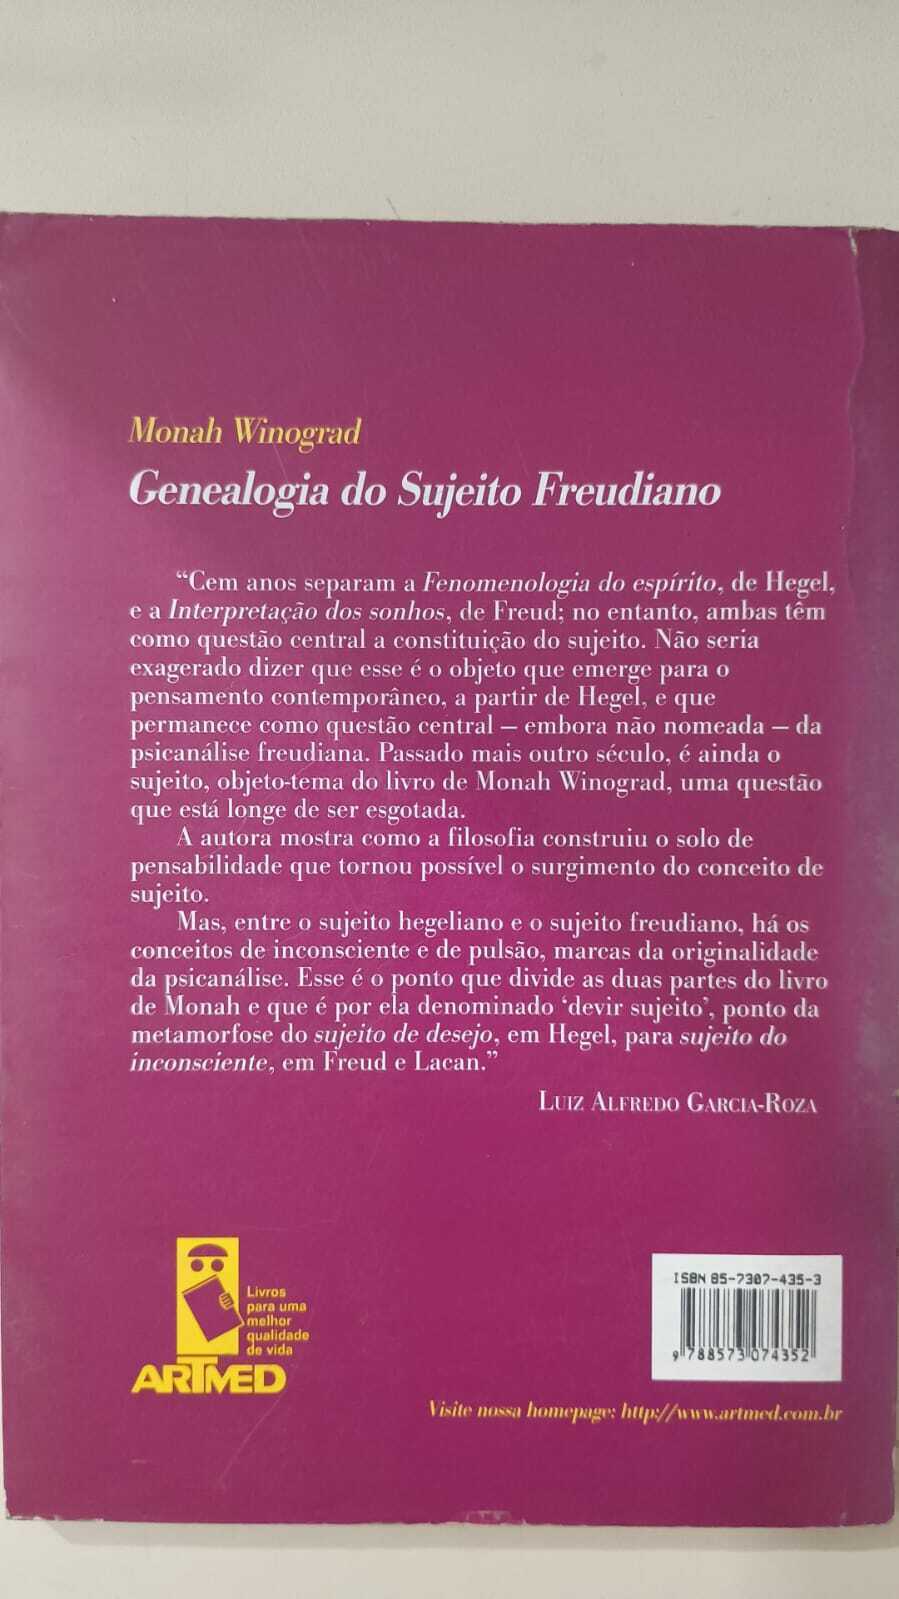 Monah Winograd
Genealogia do Sujeito Freudiano
“Cem anos separam a Fenomenologia do espírito, de Hegel,
e a Interpretação dos sonhos, de Freud; no entanto, ambas têm
como questão central a constituição do sujeito. Não seria
exagerado dizer que esse é o objeto que emerge para o
pensamento contemporâneo, a partir de Hegel, e que
permanece como questão central – embora não nomeada – da
psicanálise freudiana. Passado mais outro século, é ainda o
sujeito, objeto-tema do livro de Monah Winograd, uma questão
que está longe de ser esgotada.
A autora mostra como a filosofia construiu o solo de
pensabilidade que tornou possível o surgimento do conceito de
sujeito.
Mas, entre o sujeito hegeliano e o sujeito freudiano, há os
conceitos de inconsciente e de pulsão, marcas da originalidade
da psicanálise. Esse é o ponto que divide as duas partes do livro
de Monah e que é por ela denominado ‘devir sujeito’, ponto da
metamorfose do sujeito de desejo, em Hegel, para sujeito do
inconsciente, em Freud e Lacan.”
LUIZ ALFREDO GARCIA-ROZA
Livros
para uma
melhor
qualidade
de vida
ARTMED
ISBN 85-7307-435-3
9 788573 074352
Visite nossa homepage: http://www.artmed.com.br